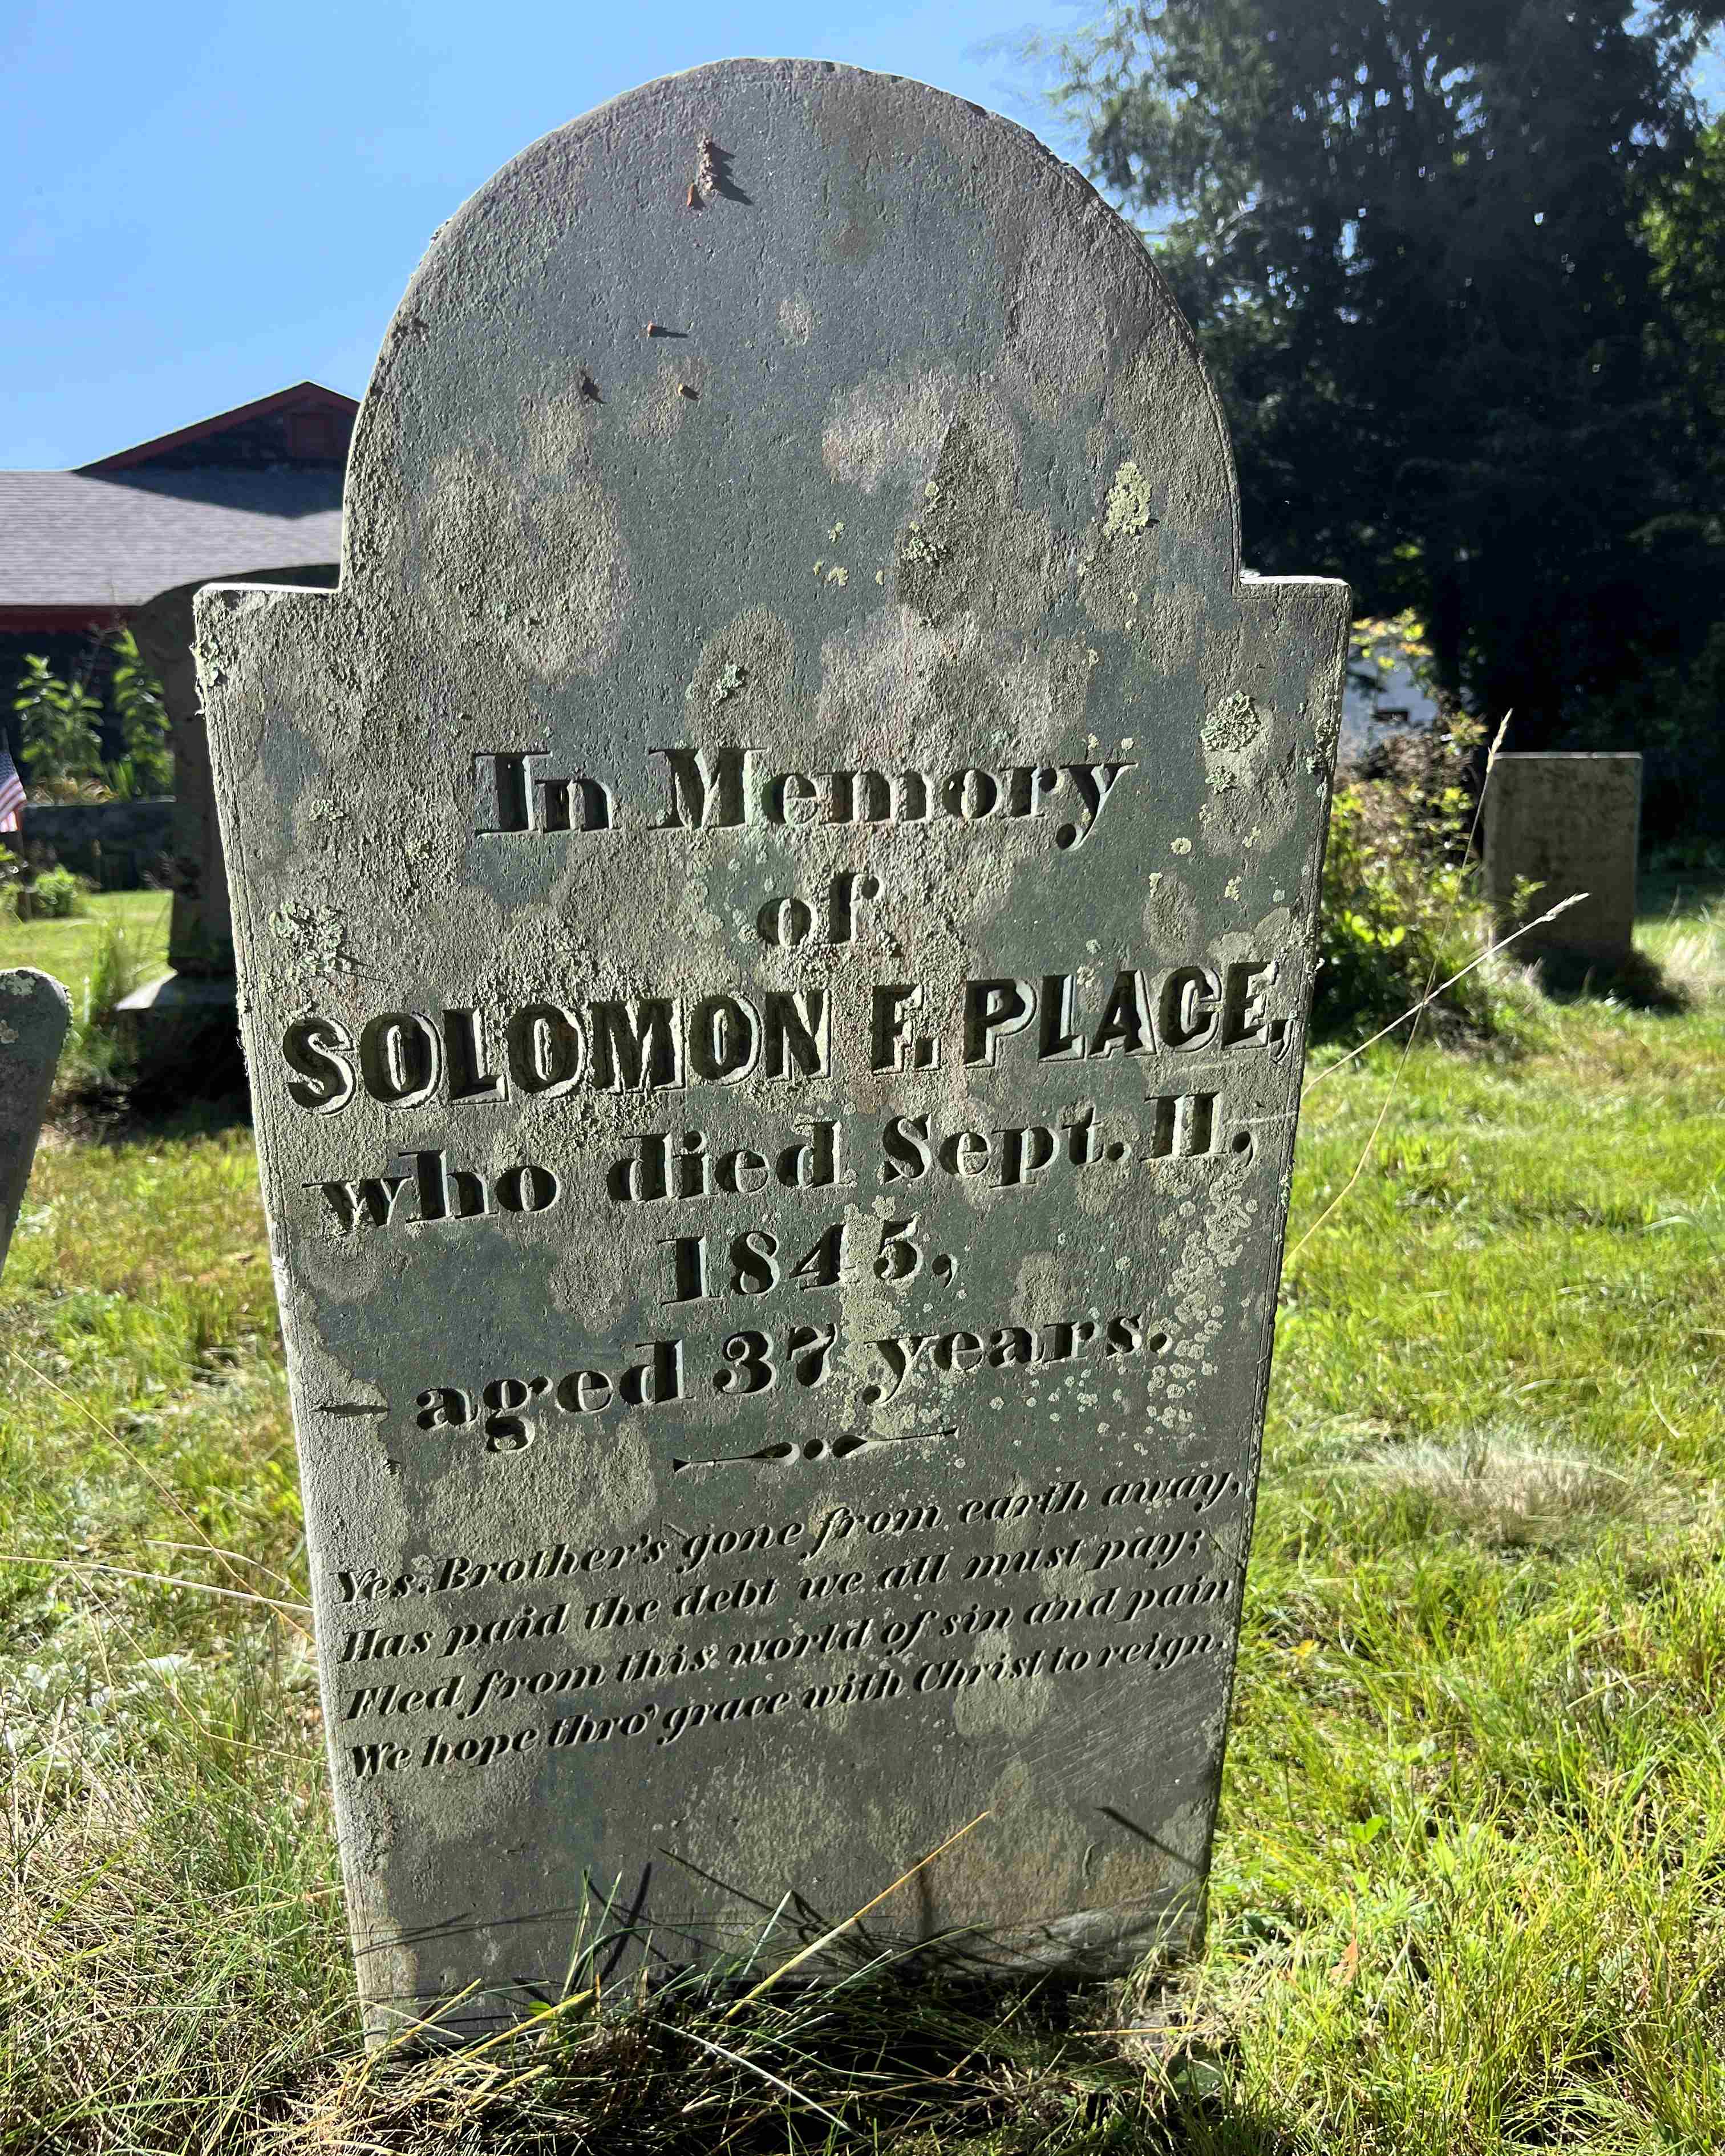 In Memory
of
SOLOMON F. PLACE,
who died Sept. 11,
1845,
aged 37 years.
Yes. Brother's gone from earth away,
Has paid the debt we all must pay;
Fled from this world of sin and pain
We hope thro' grace with Christ to reign.